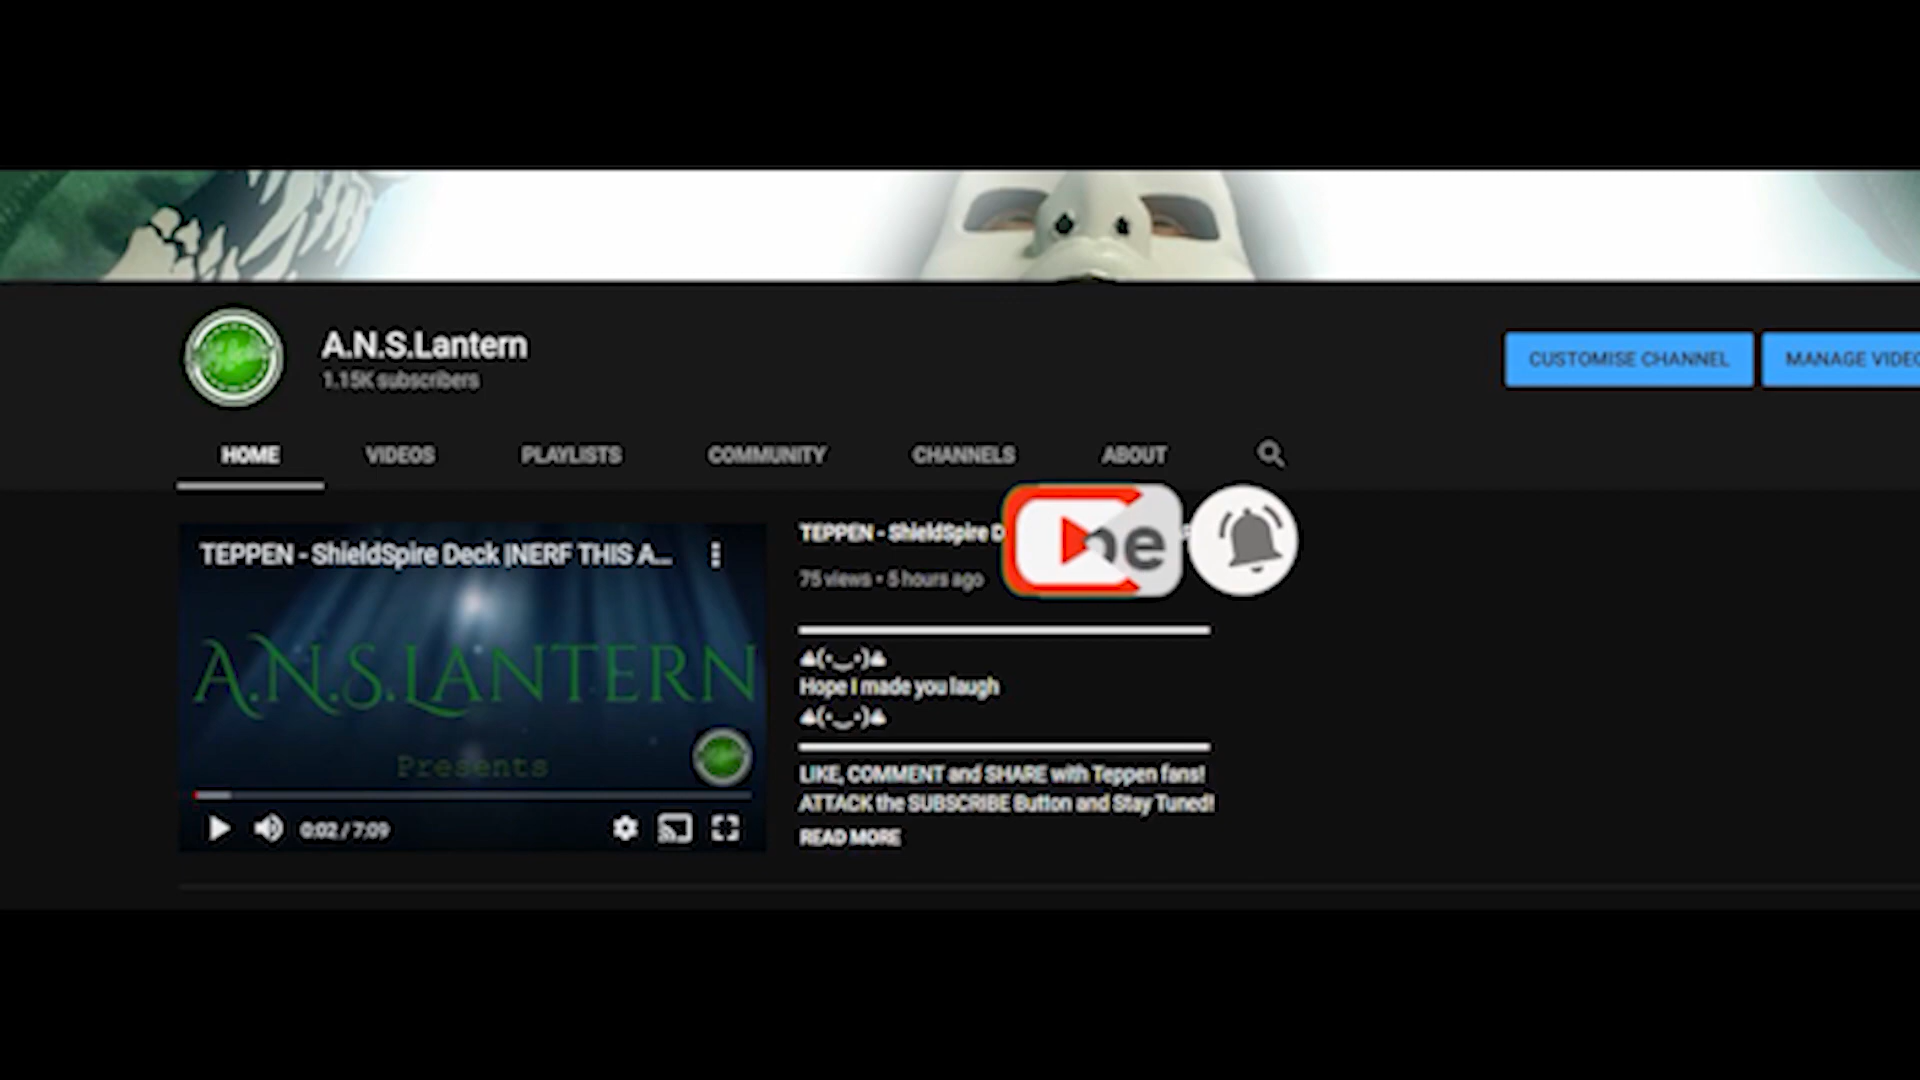 A.N.S.Lantern
1.15K subscribers
CUSTOMISE CHANNEL
MANAGE VIDEO
HOME
VIDEOS
PLAYLISTS
COMMUNITY
CHANNELS
ABOUT
TEPPEN - ShieldSpire Deck |NERF THIS A...
A.N.S.LANTERN
Presents
0:02 / 7:09
TEPPEN - ShieldSpire D
75 views • 5 hours ago
Hope I made you laugh
LIKE, COMMENT and SHARE with Teppen fans!
ATTACK the SUBSCRIBE Button and Stay Tuned!
READ MORE